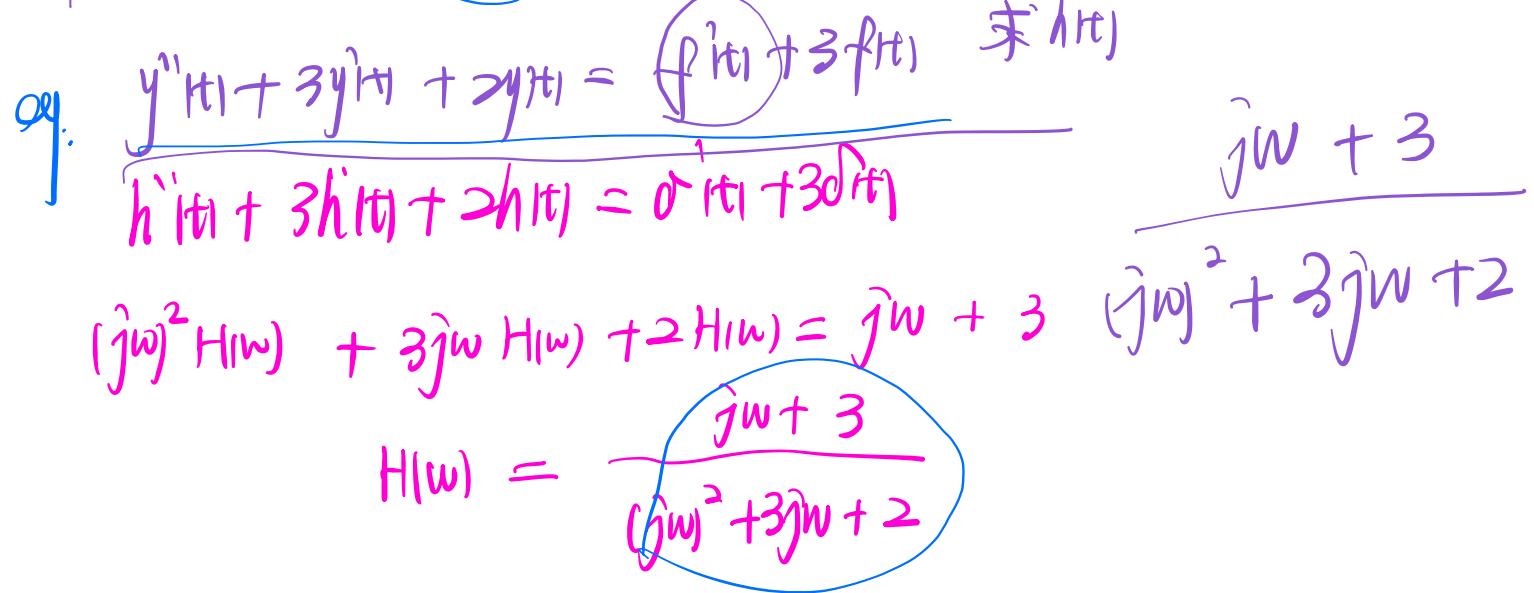 eg. y''(t) + 3y'(t) + 2y(t) = f'(t) + 3f(t) 求 h(t)
h''(t) + 3h'(t) + 2h(t) = δ'(t) + 3δ(t)
(jw)² H(w) + 3jw H(w) + 2H(w) = jw + 3
H(w) = jw + 3
(jw)² + 3jw + 2
jw + 3
(jw)² + 3jw + 2